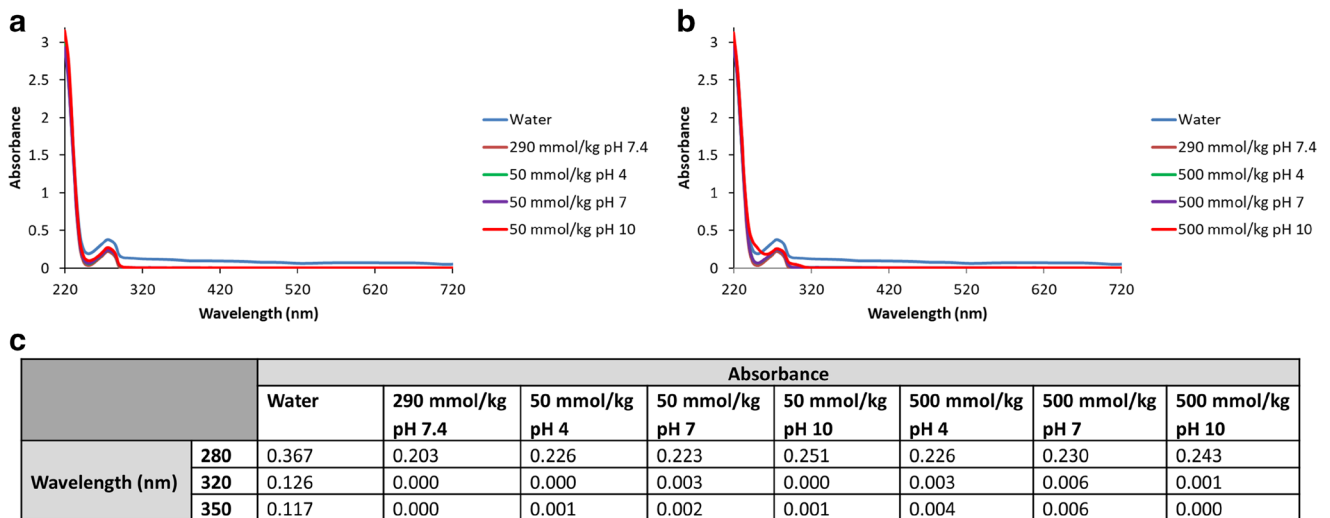 a
3
2.5
2
1.5
1
0.5
0
Absorbance
220 320 420 520 620 720
Wavelength (nm)
Water
290 mmol/kg pH 7.4
50 mmol/kg pH 4
50 mmol/kg pH 7
50 mmol/kg pH 10
b
3
2.5
2
1.5
1
0.5
0
Absorbance
220 320 420 520 620 720
Wavelength (nm)
Water
290 mmol/kg pH 7.4
500 mmol/kg pH 4
500 mmol/kg pH 7
500 mmol/kg pH 10
c
Absorbance
Water 290 mmol/kg 50 mmol/kg 50 mmol/kg 50 mmol/kg 500 mmol/kg 500 mmol/kg 500 mmol/kg
pH 7.4 pH 4 pH 7 pH 10 pH 4 pH 7 pH 10
Wavelength (nm)
280 0.367 0.203 0.226 0.223 0.251 0.226 0.230 0.243
320 0.126 0.000 0.000 0.003 0.000 0.003 0.006 0.001
350 0.117 0.000 0.001 0.002 0.001 0.004 0.006 0.000